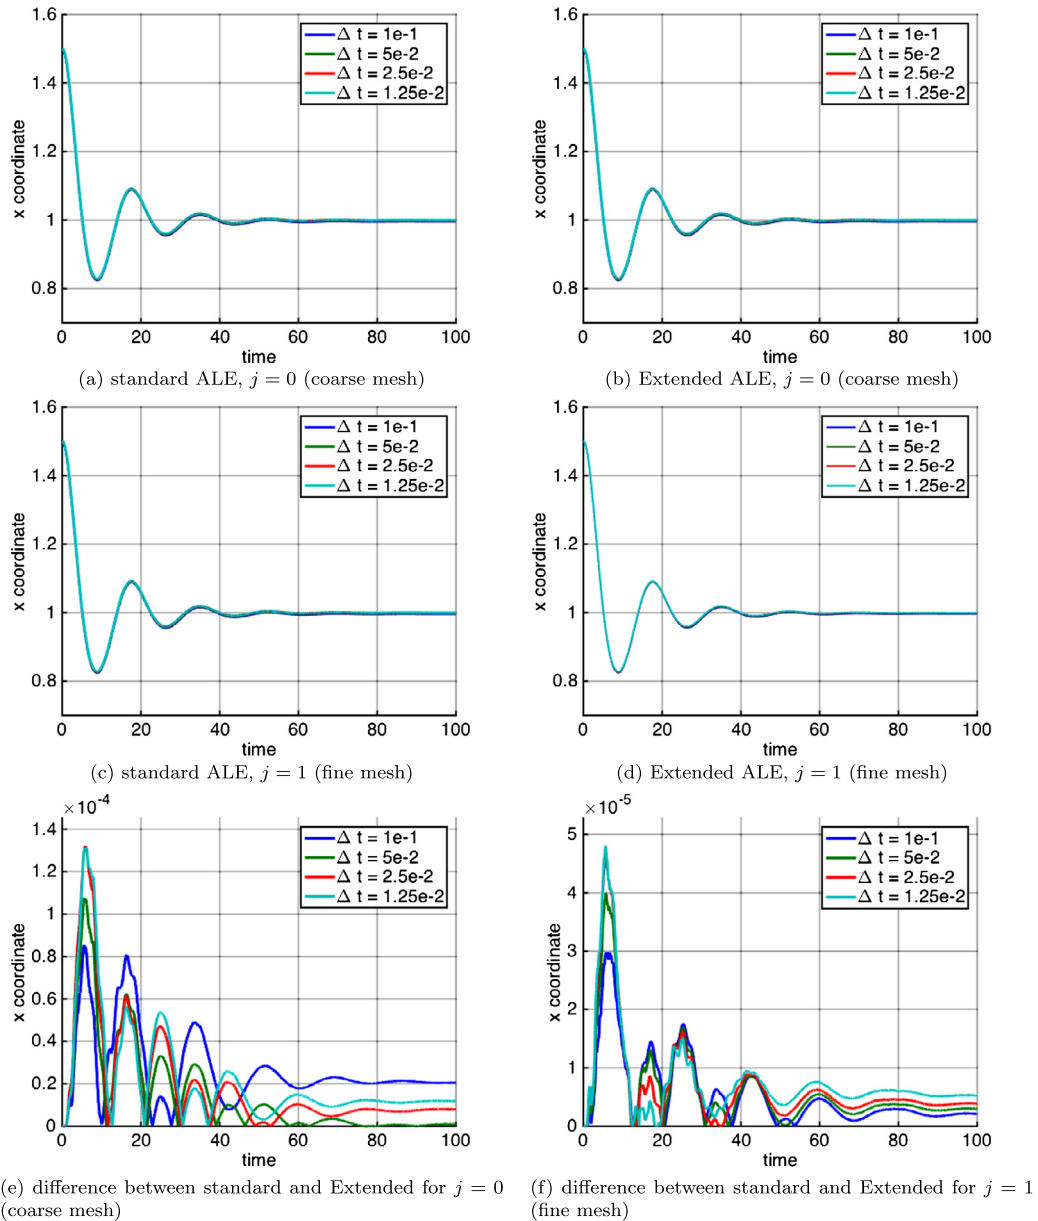 1.6
1.4
1.2
1
0.8
x coordinate
0 20 40 60 80 100
time
Δ t = 1e-1
Δ t = 5e-2
Δ t = 2.5e-2
Δ t = 1.25e-2
(a) standard ALE, j = 0 (coarse mesh)
1.6
1.4
1.2
1
0.8
x coordinate
0 20 40 60 80 100
time
Δ t = 1e-1
Δ t = 5e-2
Δ t = 2.5e-2
Δ t = 1.25e-2
(b) Extended ALE, j = 0 (coarse mesh)
1.6
1.4
1.2
1
0.8
x coordinate
0 20 40 60 80 100
time
Δ t = 1e-1
Δ t = 5e-2
Δ t = 2.5e-2
Δ t = 1.25e-2
(c) standard ALE, j = 1 (fine mesh)
1.6
1.4
1.2
1
0.8
x coordinate
0 20 40 60 80 100
time
Δ t = 1e-1
Δ t = 5e-2
Δ t = 2.5e-2
Δ t = 1.25e-2
(d) Extended ALE, j = 1 (fine mesh)
×10-4
1.4
1.2
1
0.8
0.6
0.4
0.2
0
x coordinate
0 20 40 60 80 100
time
Δ t = 1e-1
Δ t = 5e-2
Δ t = 2.5e-2
Δ t = 1.25e-2
(e) difference between standard and Extended for j = 0
(coarse mesh)
×10-5
5
4
3
2
1
0
x coordinate
0 20 40 60 80 100
time
Δ t = 1e-1
Δ t = 5e-2
Δ t = 2.5e-2
Δ t = 1.25e-2
(f) difference between standard and Extended for j = 1
(fine mesh)